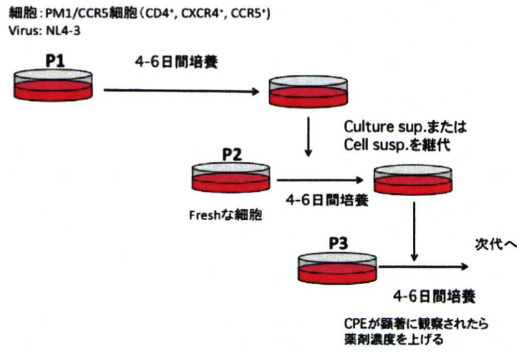 細胞：PM1/CCR5細胞（CD4⁺, CXCR4⁺, CCR5⁺)
Virus: NL4-3
P1
4-6日間培養
Culture sup.または
Cell susp.を継代
P2
4-6日間培養
Freshな細胞
P3
次代へ
4-6日間培養
CPEが顕著に観察されたら
薬剤濃度を上げる